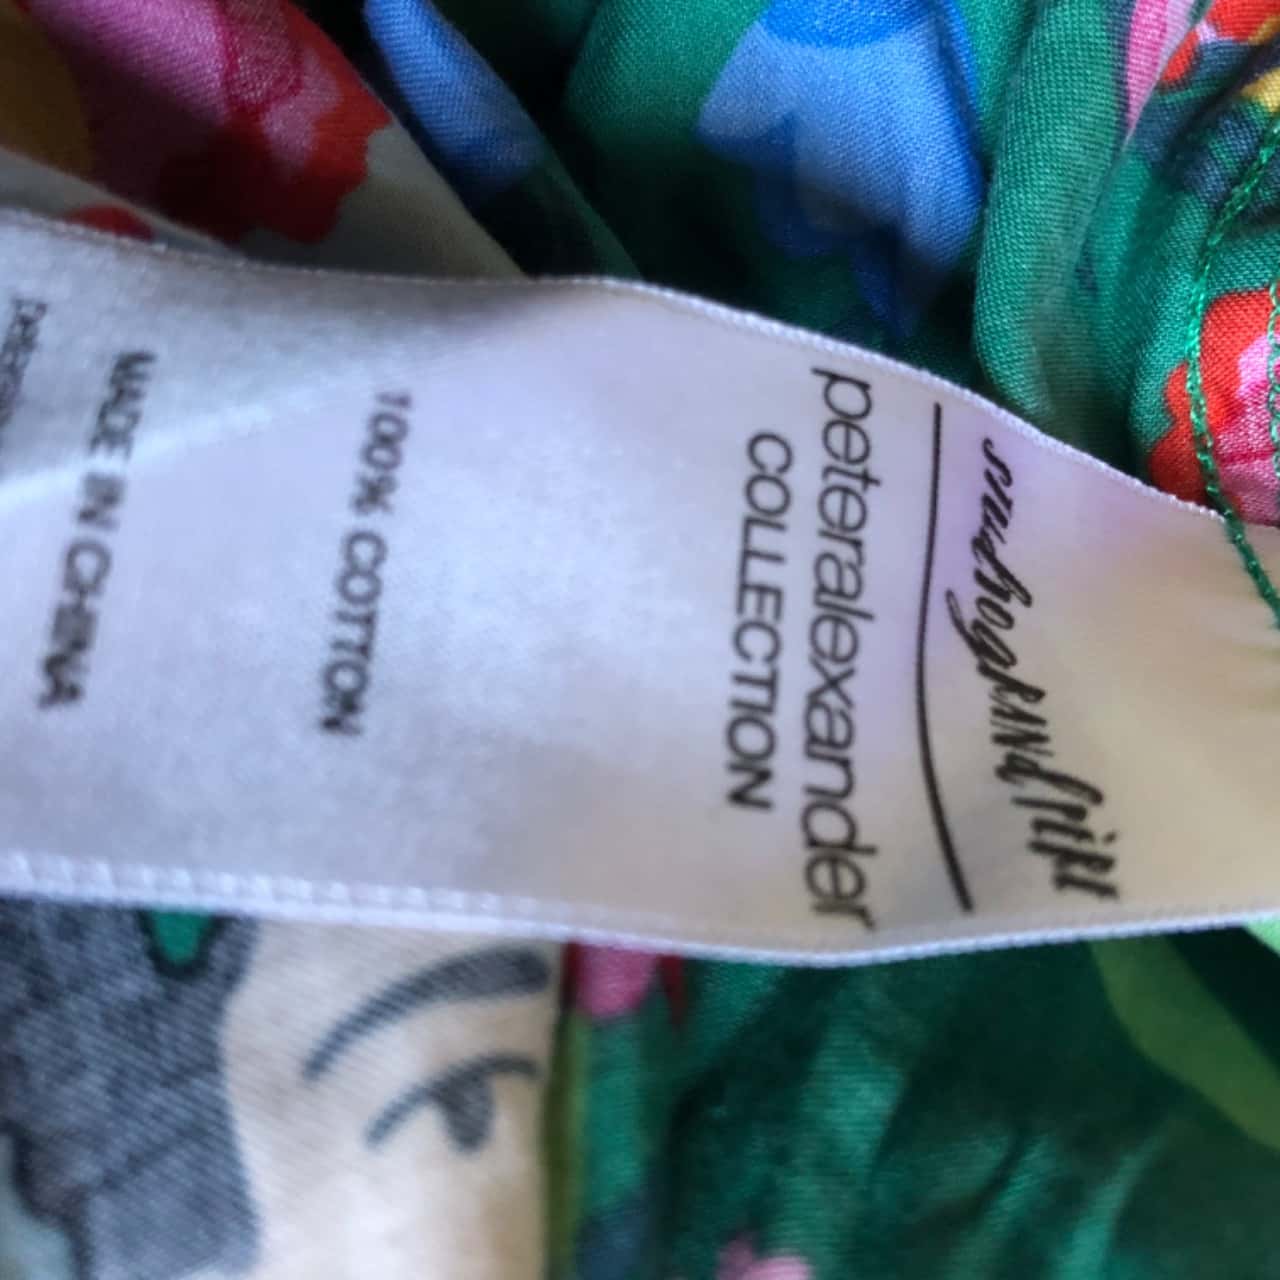 peteralexander
COLLECTION
100% COTTON
MADE IN CHINA